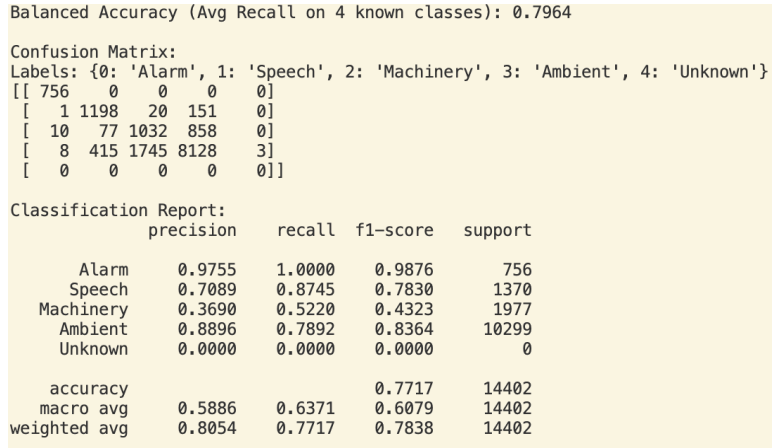 Balanced Accuracy (Avg Recall on 4 known classes): 0.7964
Confusion Matrix:
Labels: {0: 'Alarm', 1: 'Speech', 2: 'Machinery', 3: 'Ambient', 4: 'Unknown'}
[[ 756 0 0 0 0]
[ 1 1198 20 151 0]
[ 10 77 1032 858 0]
[ 8 415 1745 8128 3]
[ 0 0 0 0 0]]
Classification Report:
precision recall f1-score support
Alarm 0.9755 1.0000 0.9876 756
Speech 0.7089 0.8745 0.7830 1370
Machinery 0.3690 0.5220 0.4323 1977
Ambient 0.8896 0.7892 0.8364 10299
Unknown 0.0000 0.0000 0.0000 0
accuracy 0.7717 14402
macro avg 0.5886 0.6371 0.6079 14402
weighted avg 0.8054 0.7717 0.7838 14402